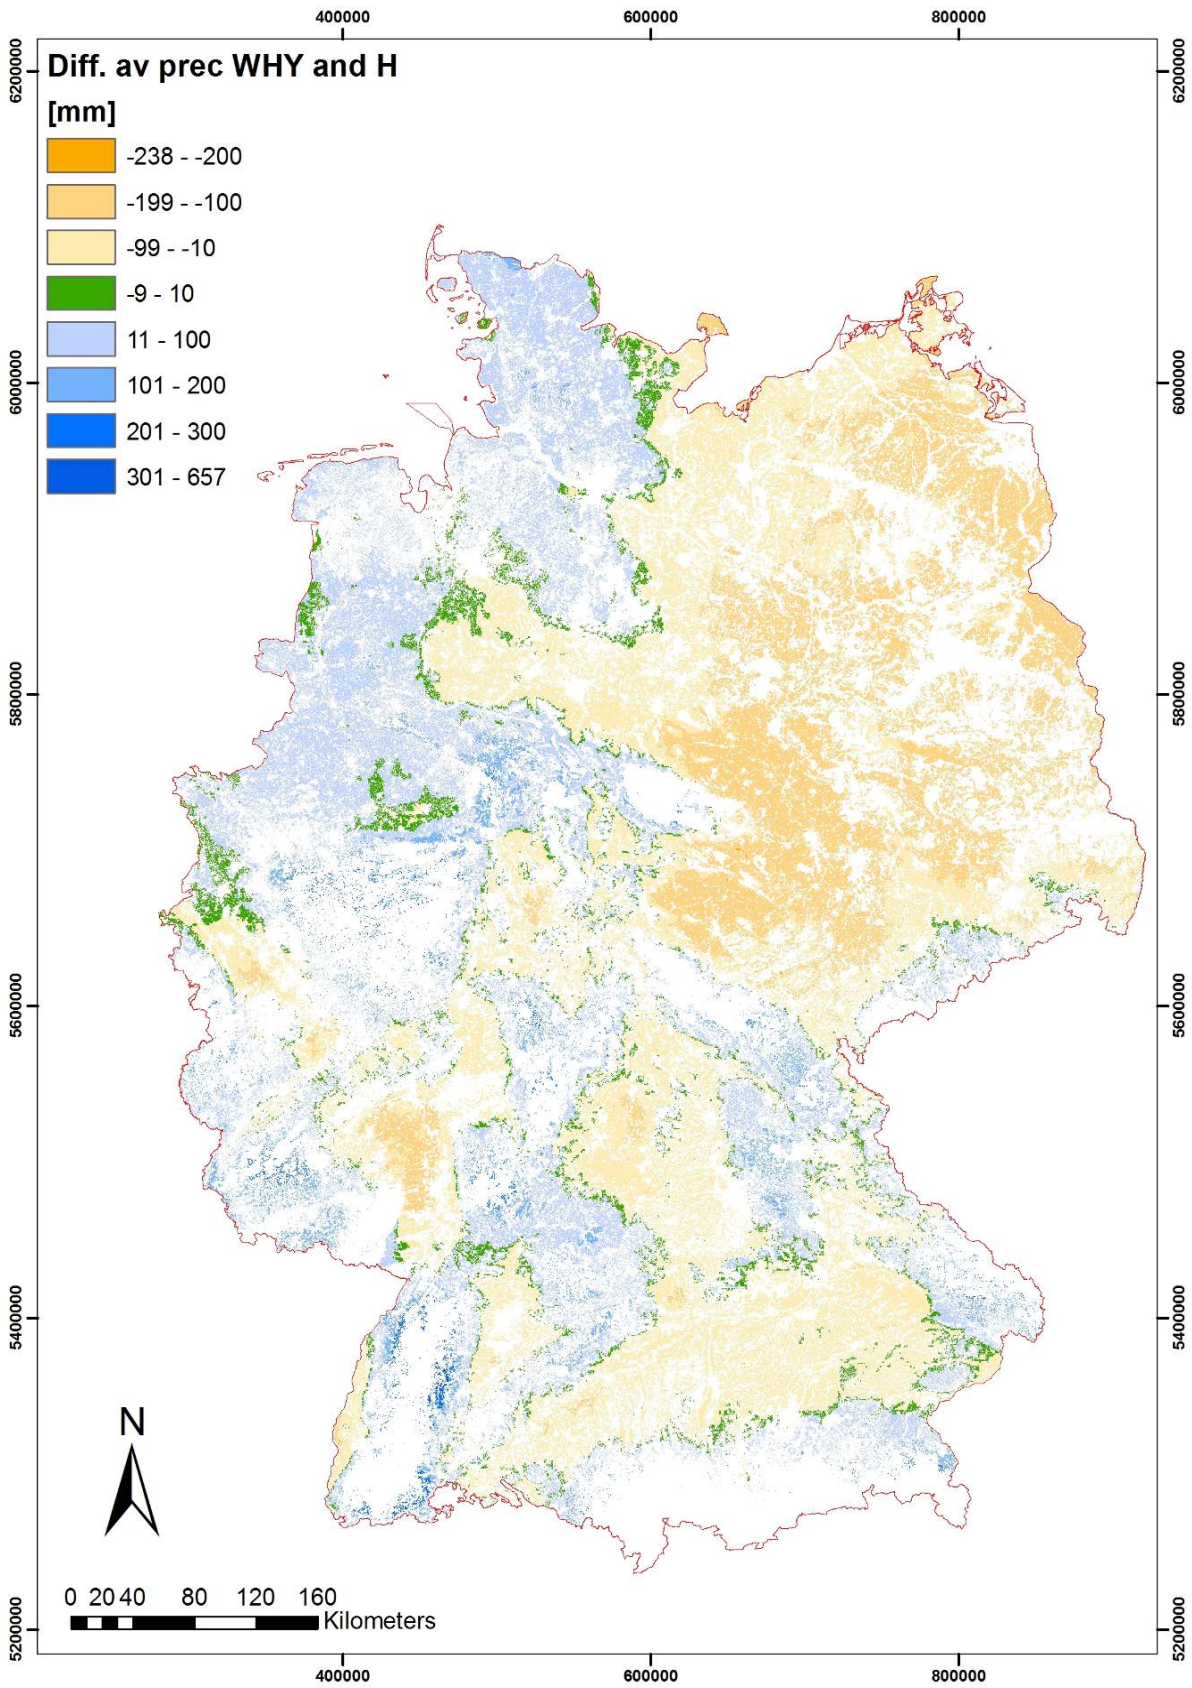 400000 600000 800000
Diff. av prec WHY and H
[mm]
-238 - -200
-199 - -100
-99 - -10
-9 - 10
11 - 100
101 - 200
201 - 300
301 - 657
6200000 6200000
6000000 6000000
5800000 5800000
5600000 5600000
5400000 5400000
N
0 20 40 80 120 160
Kilometers
5200000 5200000
400000 600000 800000